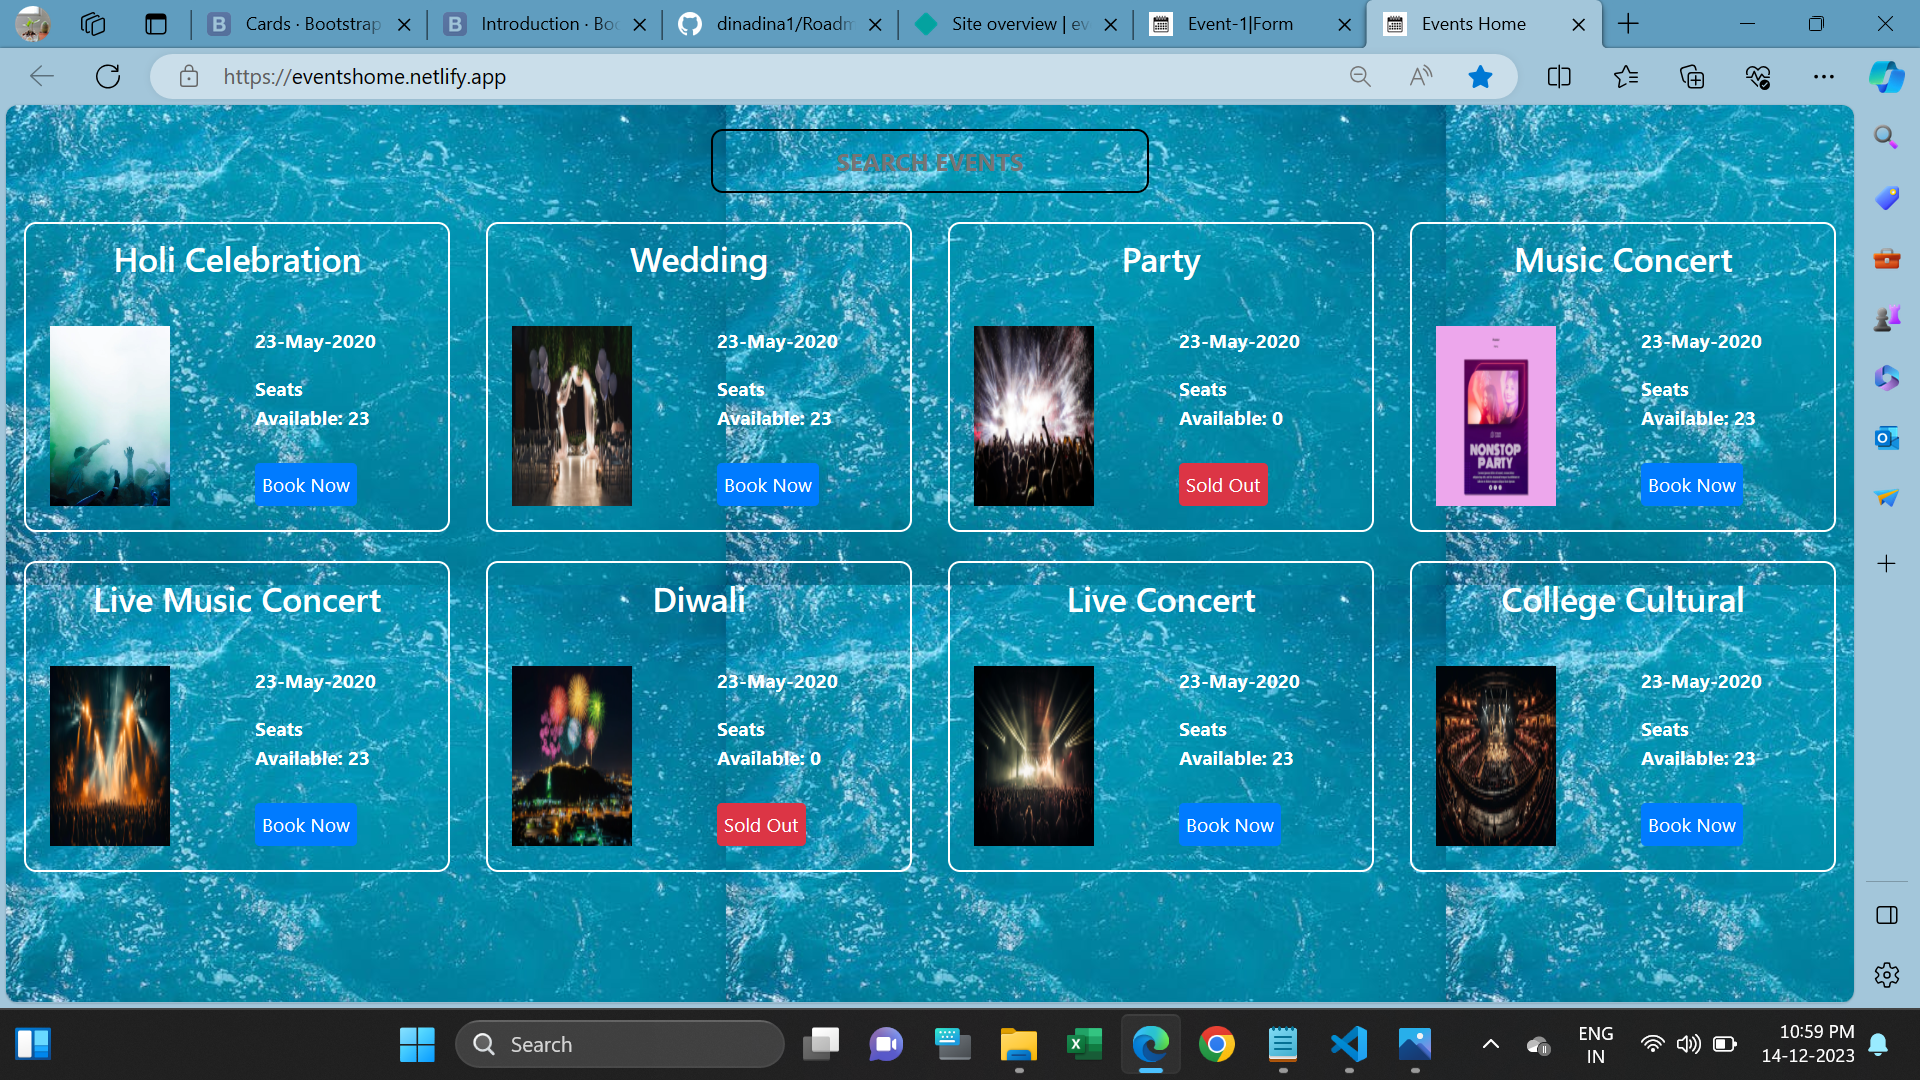 Cards · Bootstrap
Introduction · Boo
dinadina1/Roadm
Site overview | eve
Event-1|Form
Events Home
https://eventshome.netlify.app
SEARCH EVENTS
Holi Celebration
23-May-2020
Seats
Available: 23
Book Now
Wedding
23-May-2020
Seats
Available: 23
Book Now
Party
23-May-2020
Seats
Available: 0
Sold Out
Music Concert
NONSTOP
PARTY
23-May-2020
Seats
Available: 23
Book Now
Live Music Concert
23-May-2020
Seats
Available: 23
Book Now
Diwali
23-May-2020
Seats
Available: 0
Sold Out
Live Concert
23-May-2020
Seats
Available: 23
Book Now
College Cultural
23-May-2020
Seats
Available: 23
Book Now
Search
ENG
IN
10:59 PM
14-12-2023